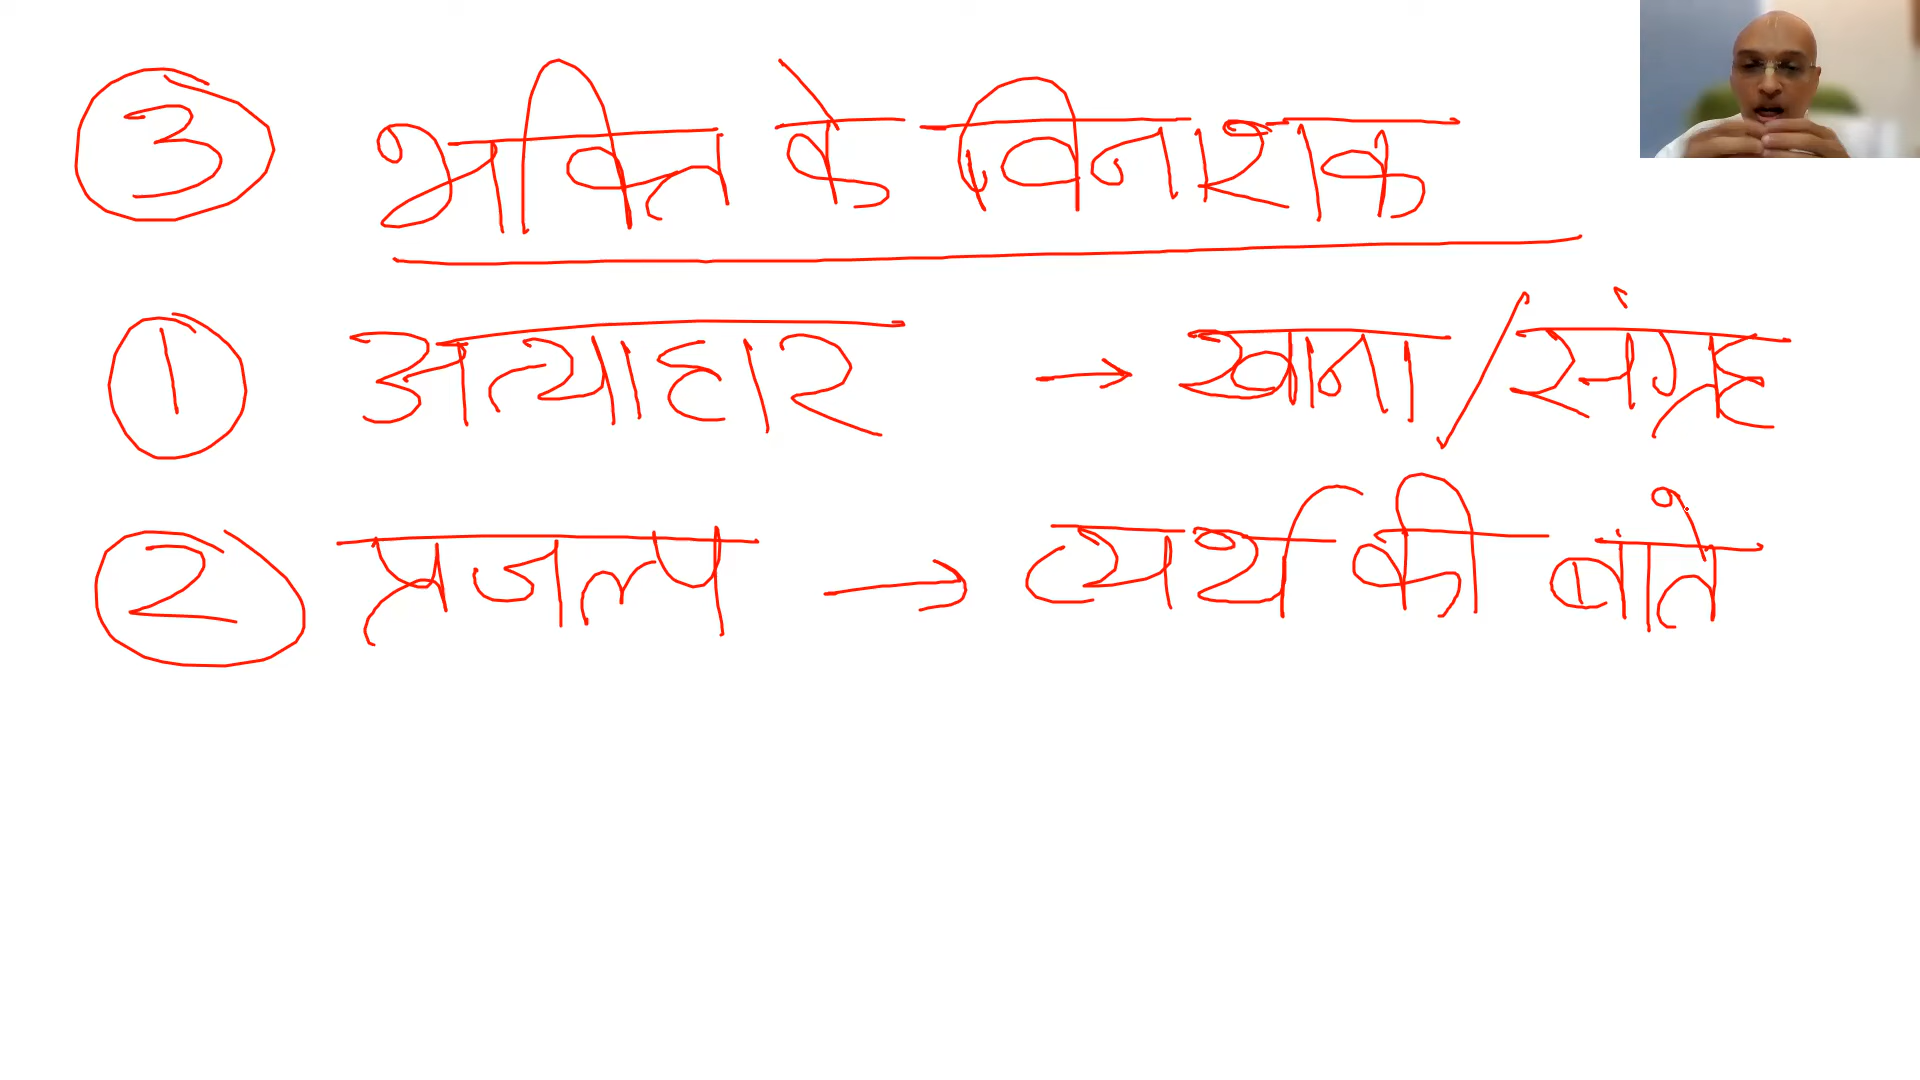 3 भक्ति के विनाशक
1 अत्याहार → खाना / संग्रह
2 प्रजल्प → व्यर्थ की बातें